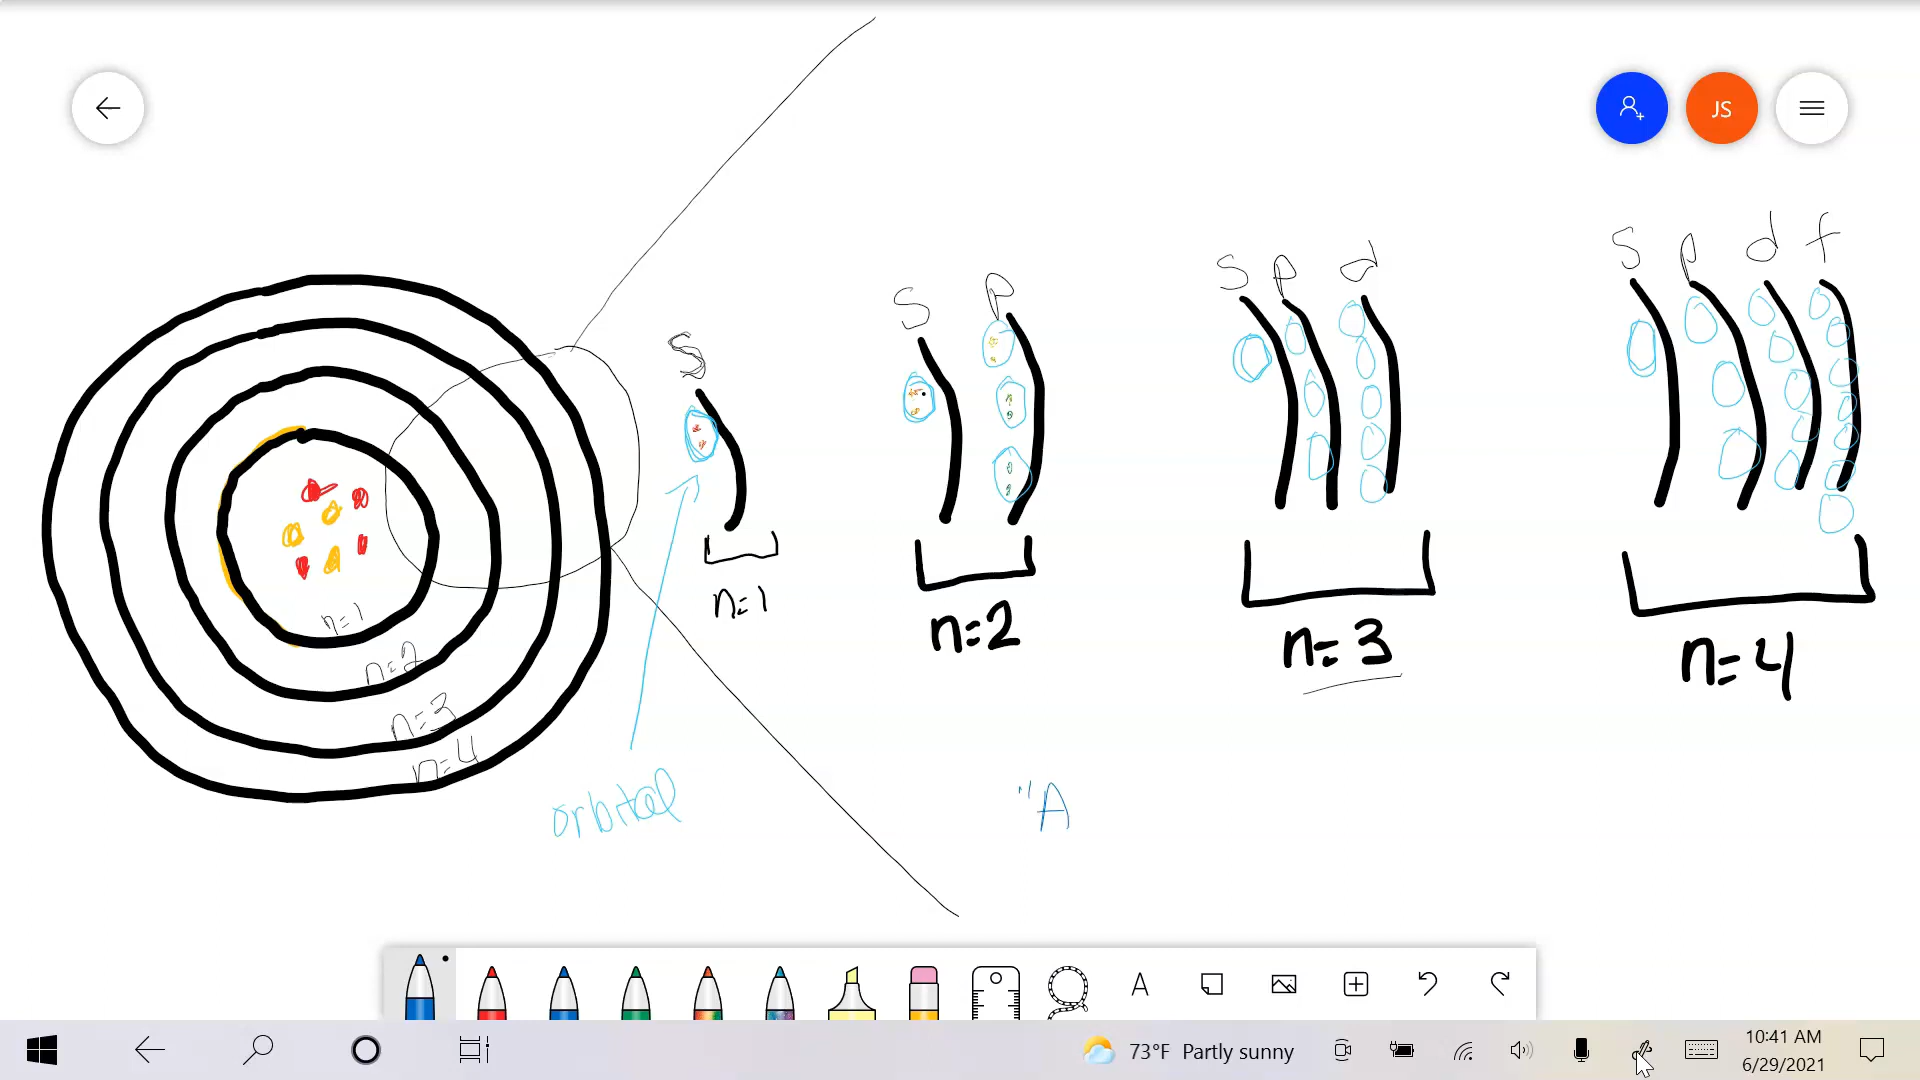 JS
s p d f
s p d
s p
s
n=1
n=2
n=3
n=4
n=1
n=2
n=3
n=4
orbital
"A
A
73°F Partly sunny
10:41 AM
6/29/2021